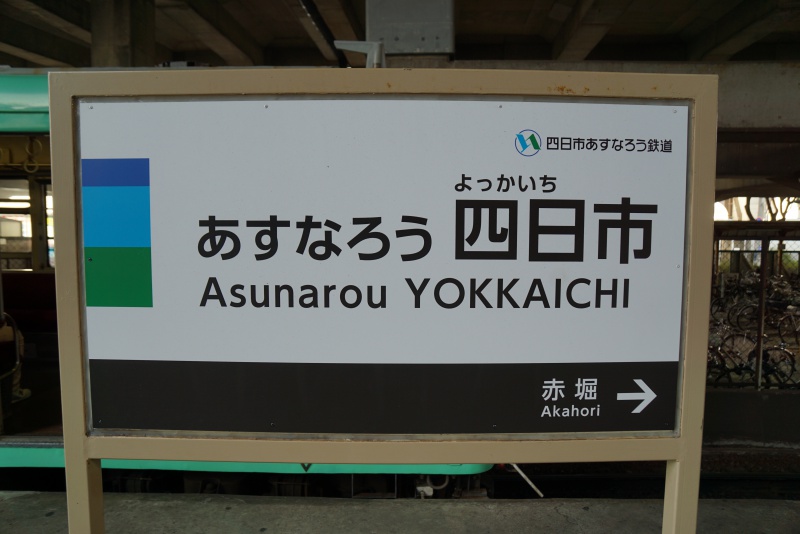 四日市あすなろう鉄道
よっかいち
あすなろう 四日市
Asunarou YOKKAICHI
赤堀
Akahori